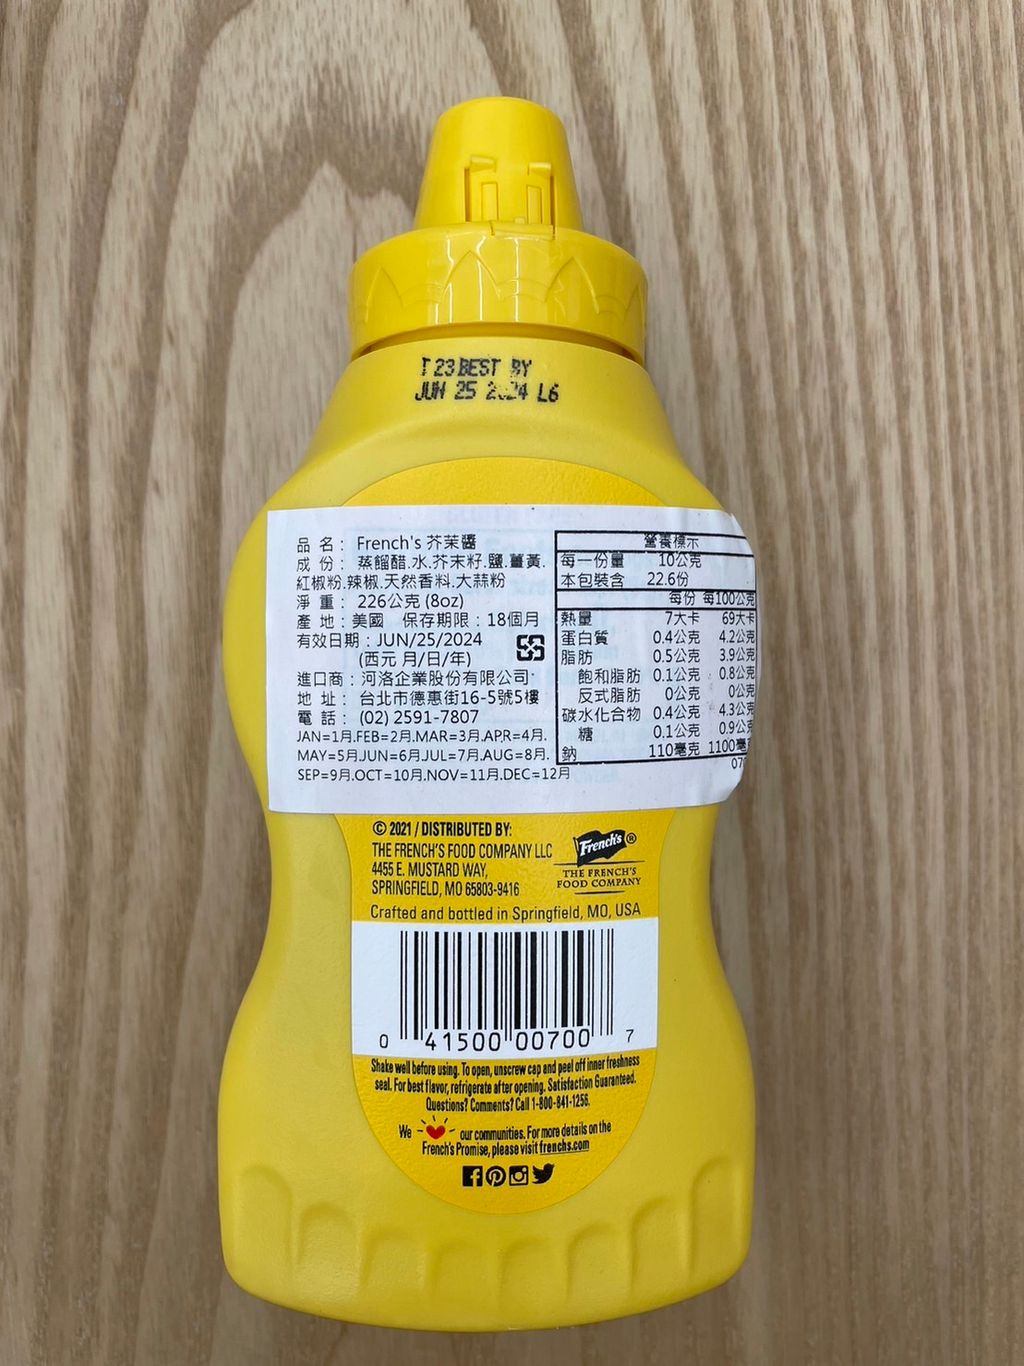 T 23 BEST BY
JUN 25 2024 L6
品 名： French's 芥茉醬
成 份： 蒸餾醋.水.芥末籽.鹽.薑黃.
紅椒粉.辣椒.天然香料.大蒜粉
淨 重： 226公克 (8oz)
產 地：美國 保存期限：18個月
有效日期：JUN/25/2024
(西元 月/日/年)
進口商：河洛企業股份有限公司
地 址： 台北市德惠街16-5號5樓
電 話： (02) 2591-7807
JAN=1月.FEB=2月.MAR=3月.APR=4月.
MAY=5月.JUN=6月.JUL=7月.AUG=8月.
SEP=9月.OCT=10月.NOV=11月.DEC=12月
營養標示
每一份量 10公克
本包裝含 22.6份
每份 每100公克
熱量 7大卡 69大卡
蛋白質 0.4公克 4.2公克
脂肪 0.5公克 3.9公克
飽和脂肪 0.1公克 0.8公克
反式脂肪 0公克 0公克
碳水化合物 0.4公克 4.3公克
糖 0.1公克 0.9公克
鈉 110毫克 1100毫克
© 2021 / DISTRIBUTED BY:
THE FRENCH'S FOOD COMPANY LLC
4455 E. MUSTARD WAY,
SPRINGFIELD, MO 65803-9416
French's ®
THE FRENCH'S
FOOD COMPANY
Crafted and bottled in Springfield, MO, USA
0 41500 00700 7
Shake well before using. To open, unscrew cap and peel off inner freshness
seal. For best flavor, refrigerate after opening. Satisfaction Guaranteed.
Questions? Comments? Call 1-800-841-1256.
We our communities. For more details on the
French's Promise, please visit frenchs.com